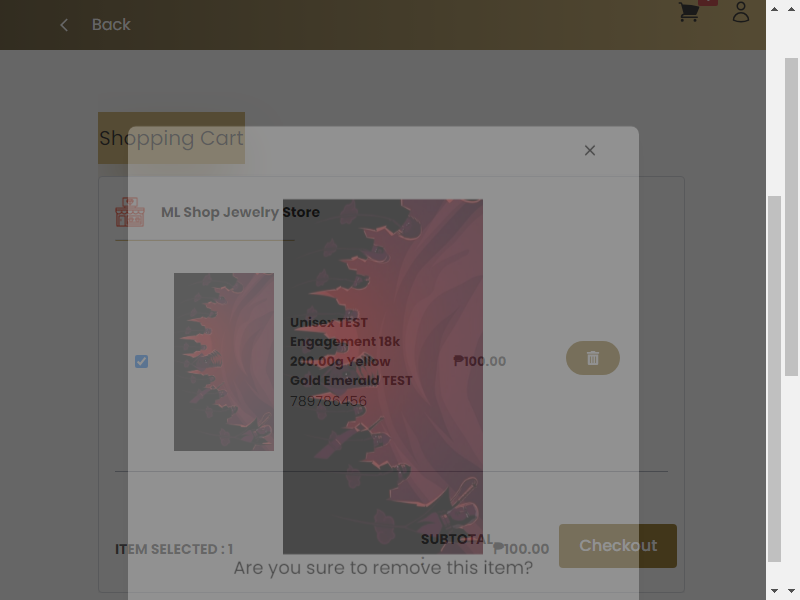 Back
Shopping Cart
ML Shop Jewelry Store
Unisex TEST
Engagement 18k
200.00g Yellow
Gold Emerald TEST
789786456
₱100.00
ITEM SELECTED : 1
SUBTOTAL
:
₱100.00
Checkout
Are you sure to remove this item?